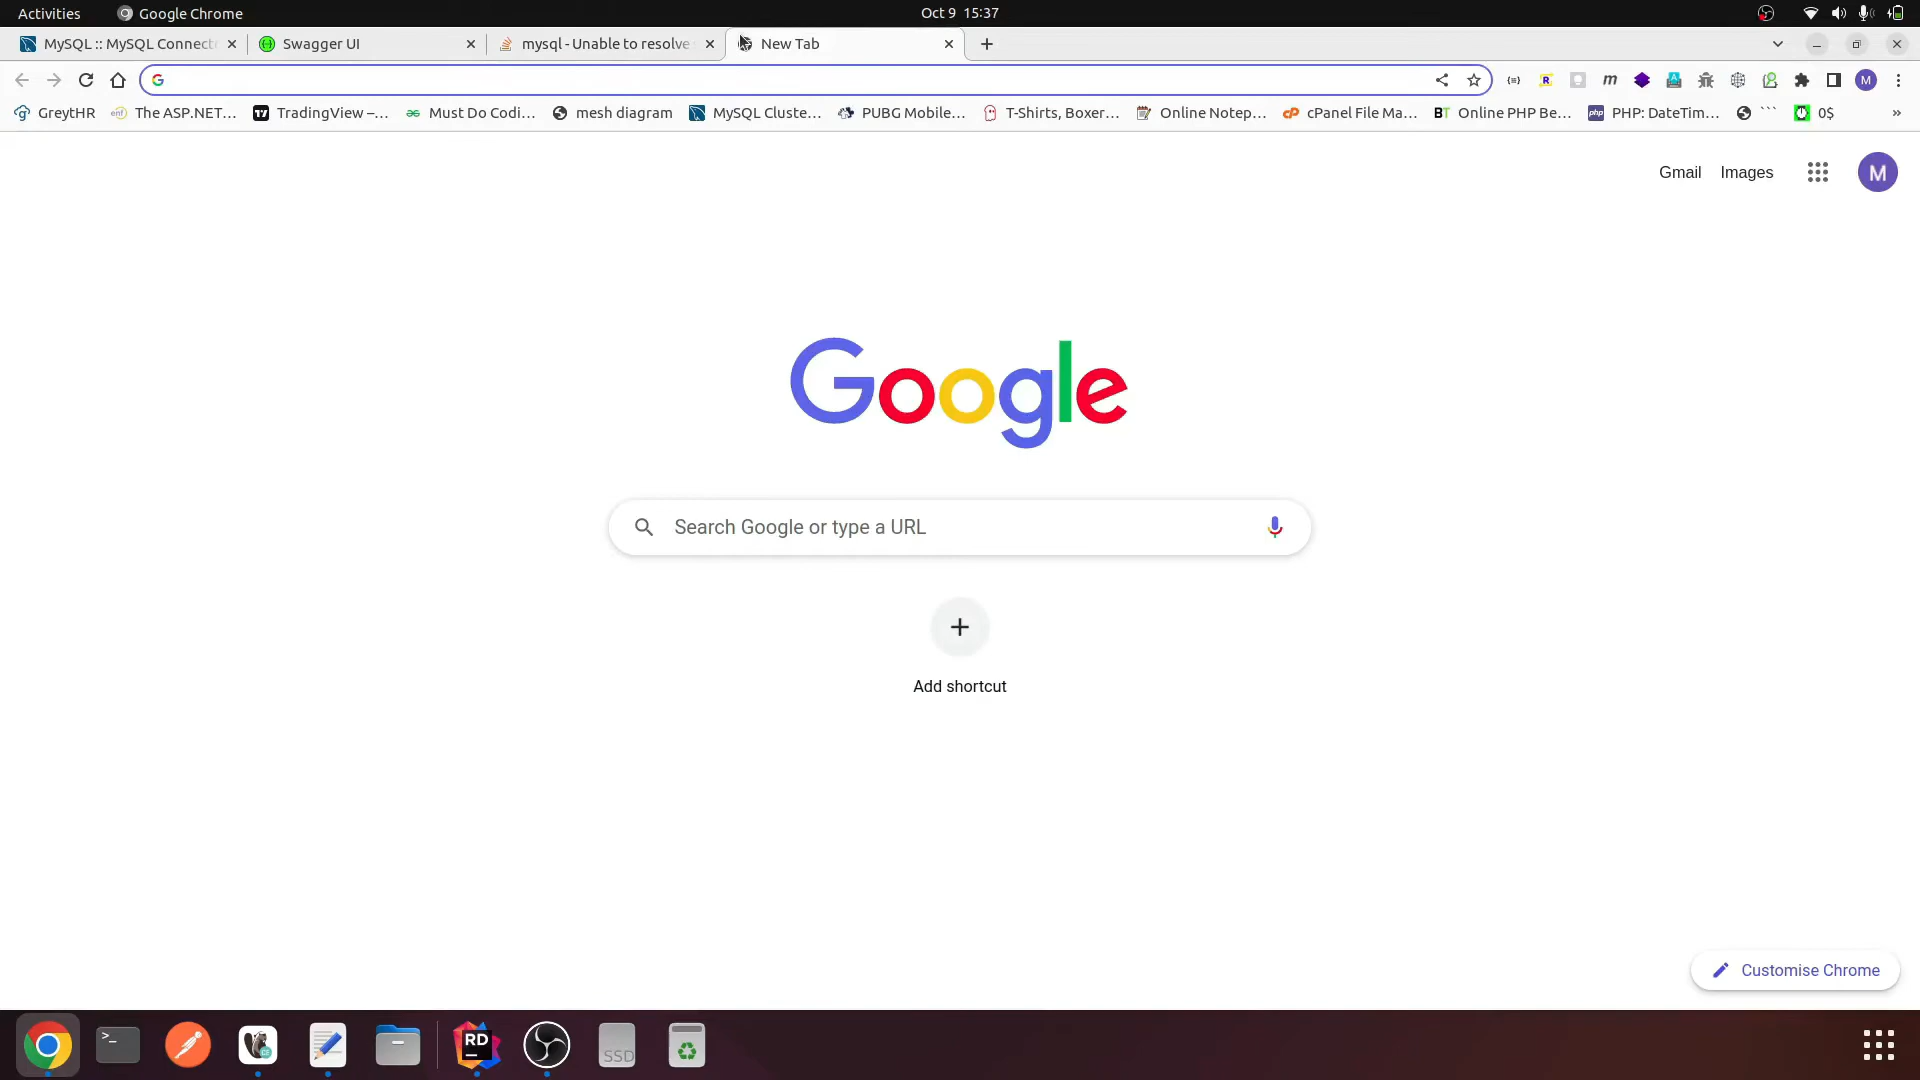 Activities Google Chrome Oct 9 15:37
MySQL :: MySQL Connect Swagger UI mysql - Unable to resolve New Tab
M
GreytHR The ASP.NET... TradingView –... Must Do Codi... mesh diagram MySQL Cluste... PUBG Mobile... T-Shirts, Boxer... Online Notep... cPanel File Ma... Online PHP Be... PHP: DateTim... ``` 0$ »
Gmail Images M
Google
Search Google or type a URL
Add shortcut
Customise Chrome
>_ RD SSD